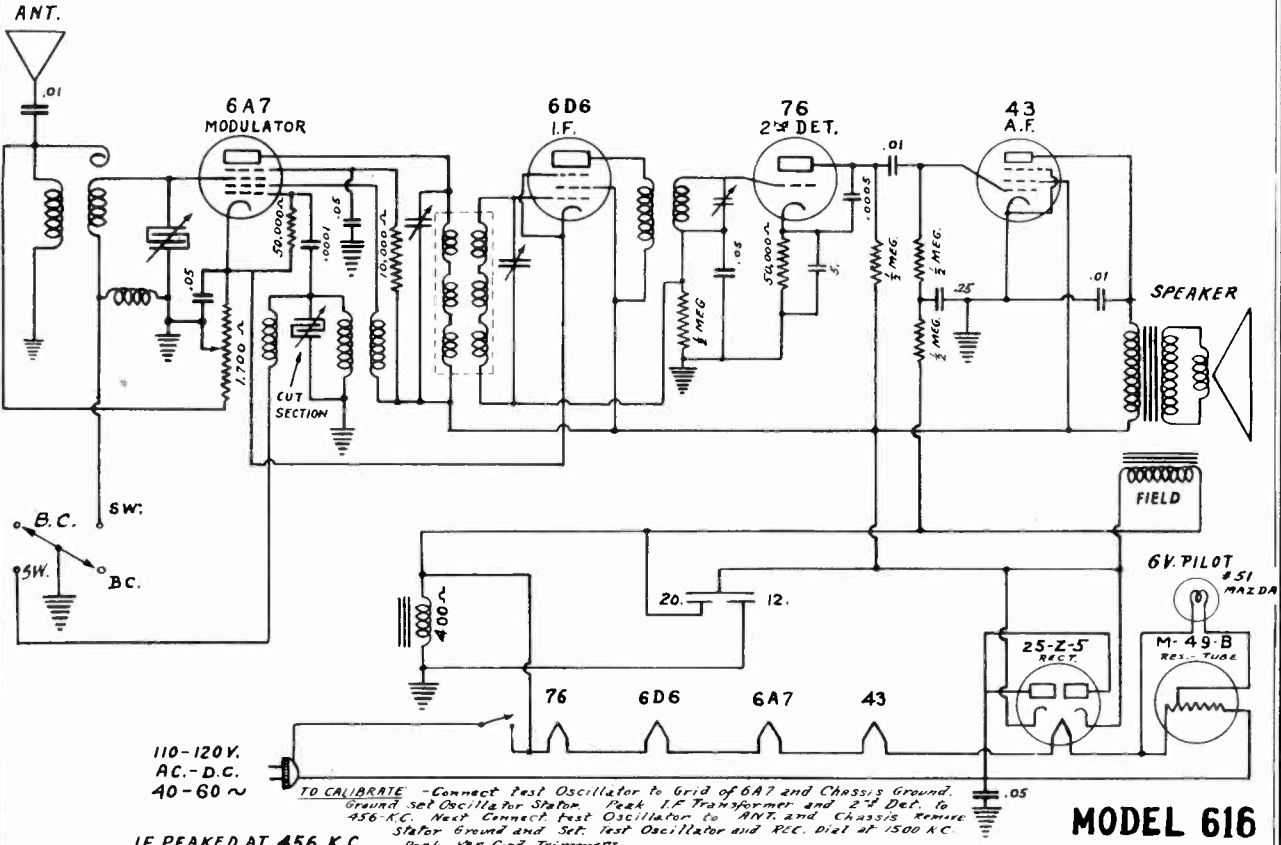 ANT.
.01
6A7
MODULATOR
6D6
I.F.
76
2ND DET.
43
A.F.
.01
.05
50,000Ω
.0001
.05
10,000Ω
1,700Ω
CUT
SECTION
.05
½ MEG
50,000Ω
5.
.0005
½ MEG.
½ MEG.
.25
½ MEG.
.01
SPEAKER
FIELD
B.C.
SW.
SW.
B.C.
400Ω
20.
12.
6V. PILOT
#51
MAZDA
25-Z-5
RECT.
M-49-B
RES.-TUBE
76
6D6
6A7
43
110-120V.
AC.-D.C.
40-60 ~
.05
TO CALIBRATE - Connect test Oscillator to Grid of 6A7 and Chassis Ground.
Ground set Oscillator Stator. Peak I.F Transformer and 2nd Det. to
456-K.C. Next Connect test Oscillator to ANT. and Chassis Remove
Stator Ground and Set. Test Oscillator and REC. Dial at 1500 K.C.
IF PEAKED AT 456 K.C.
MODEL 616